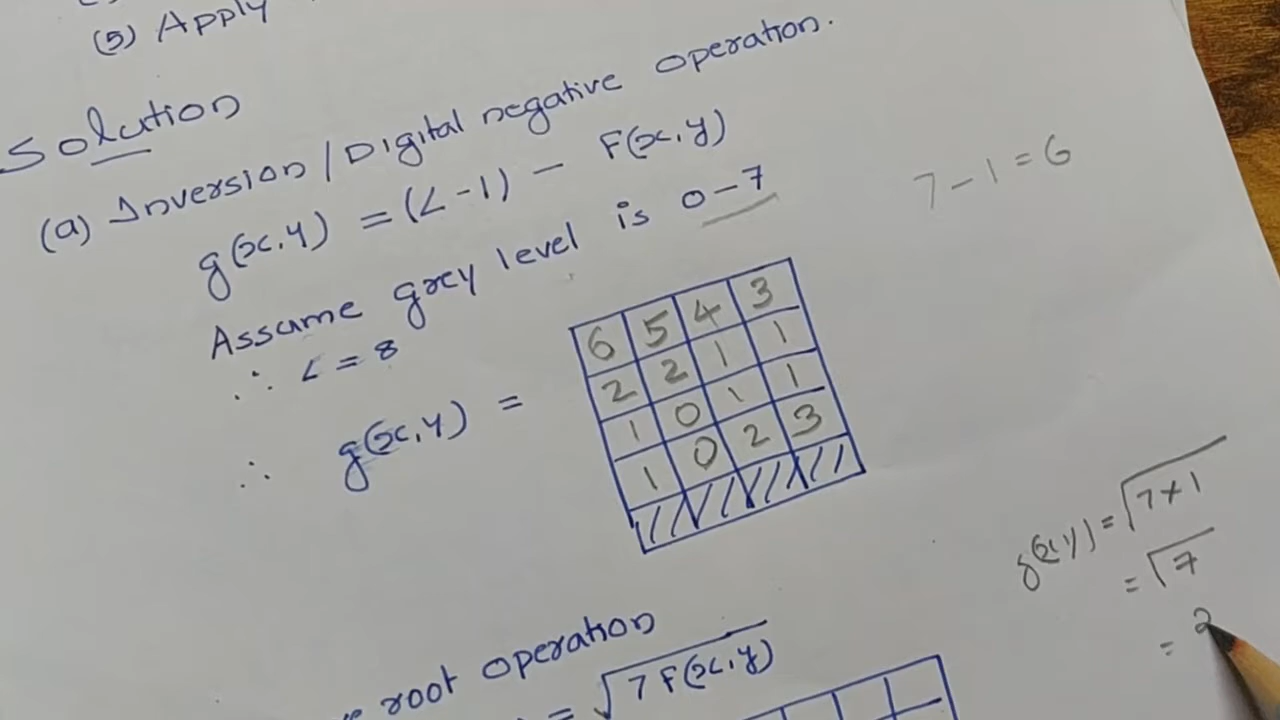 (5) Apply
Solution
(a) Inversion / Digital negative operation.
g(x,y) = (L-1) - F(x,y)
7-1=6
Assume grey level is 0-7
∴ L = 8
∴ g(x,y) =
6 5 4 3
2 2 1 1
1 0 1 1
1 0 2 3
g(x,y) = √7×1
= √7
= 2
root operation
= √7 F(x,y)